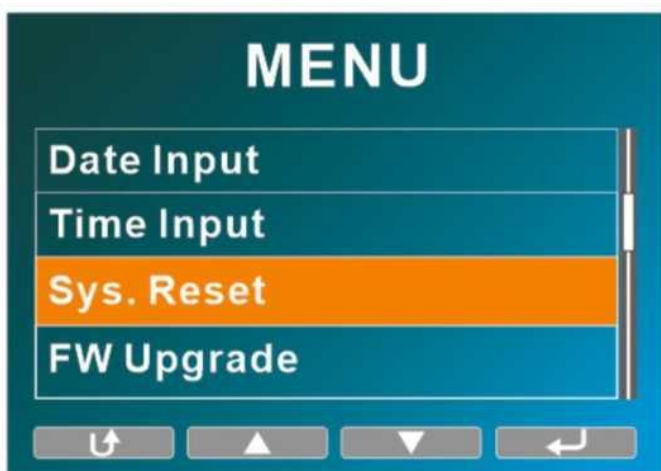 MENU
Date Input
Time Input
Sys. Reset
FW Upgrade